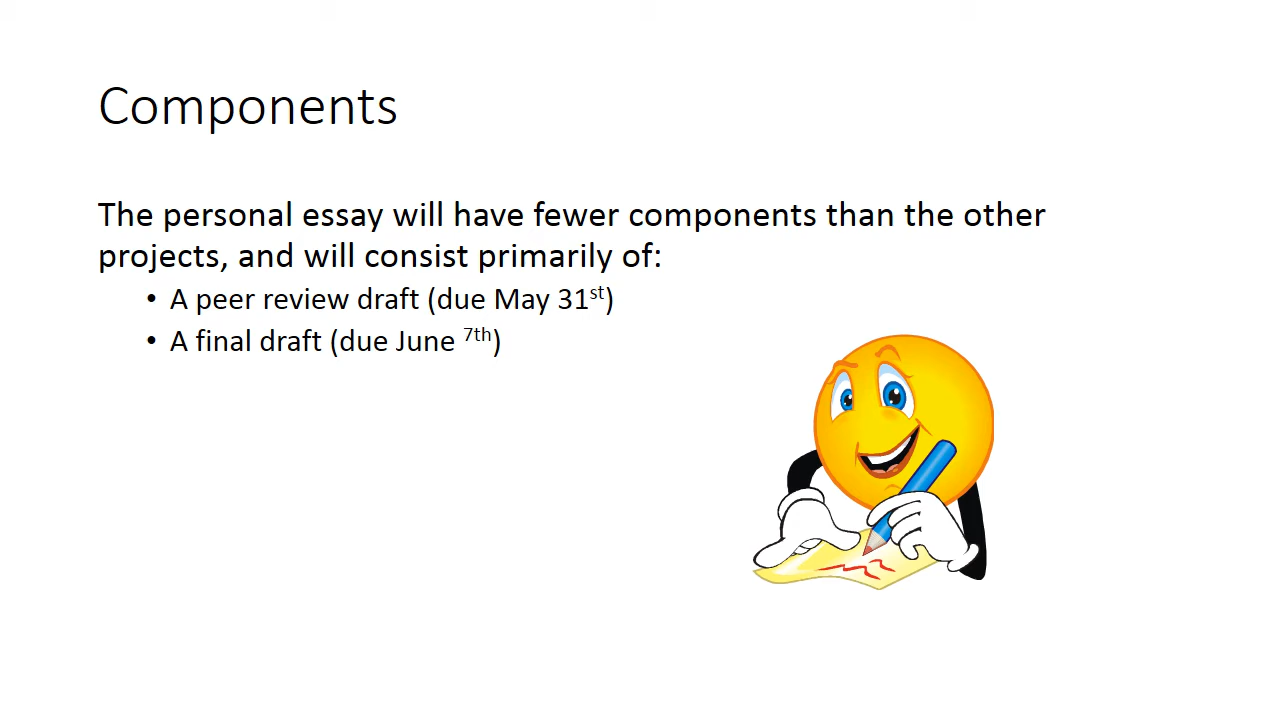 Components
The personal essay will have fewer components than the other
projects, and will consist primarily of:
• A peer review draft (due May 31st)
• A final draft (due June 7th)